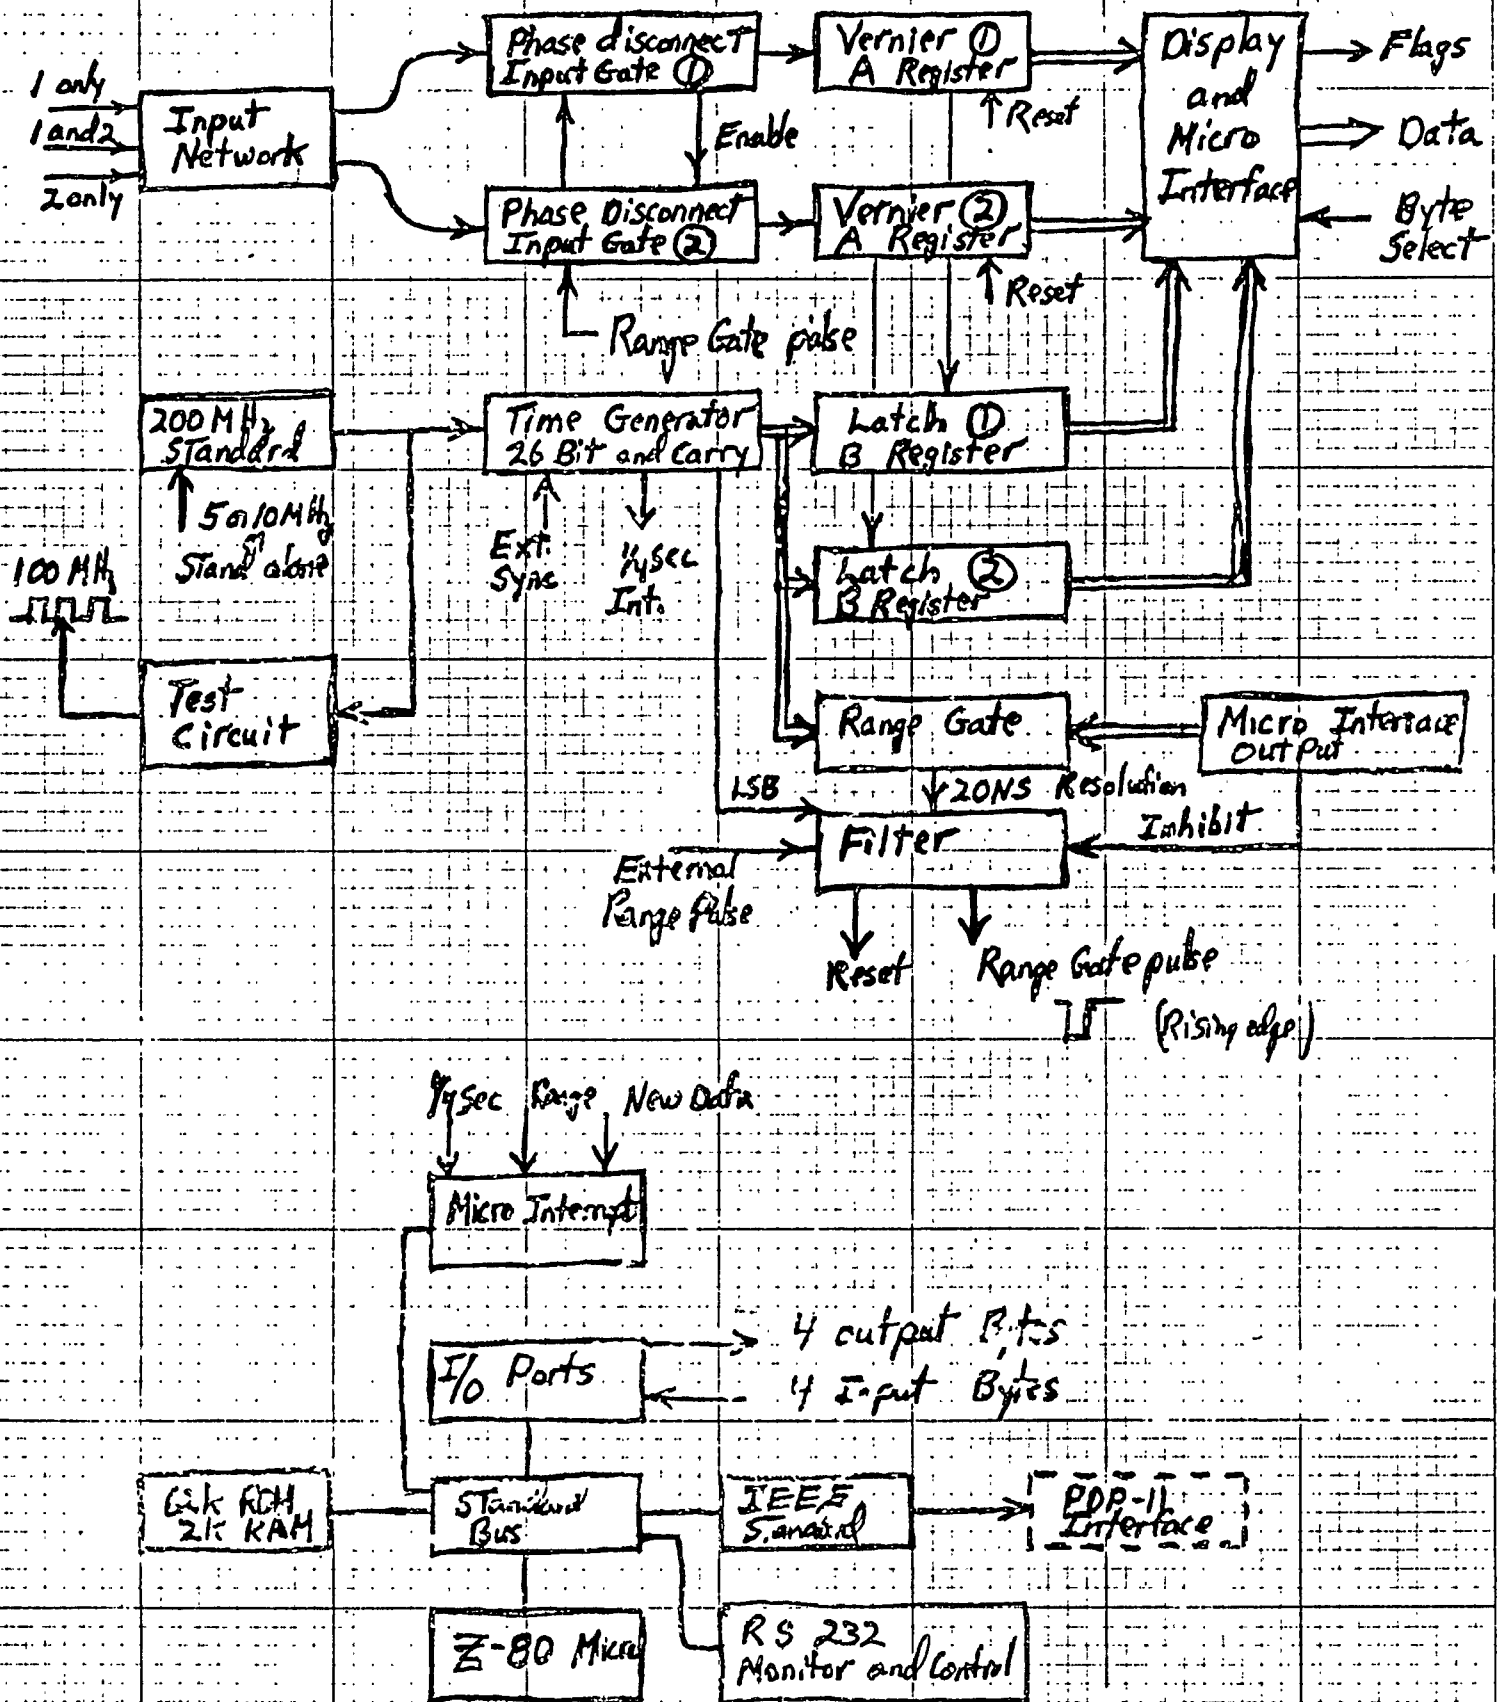 1 only
1 and 2
2 only
Input
Network
Phase disconnect
Input Gate ①
Enable
Phase Disconnect
Input Gate ②
Range Gate pulse
Vernier ①
A Register
Reset
Vernier ②
A Register
Reset
Display
and
Micro
Interface
Flags
Data
Byte
Select
200 MHz
Standard
5 or 10 MHz
Stand alone
100 MHz
Test
Circuit
Time Generator
26 Bit and Carry
Ext.
Sync
1/4 Sec
Int.
Latch ①
B Register
Latch ②
B Register
Range Gate
Micro Interface
Output
LSB
20NS Resolution
Inhibit
Filter
External
Range Pulse
Reset
Range Gate pulse
(Rising edge)
1/4 Sec Range New Data
Micro Interrupt
I/O Ports
4 output Bytes
4 Input Bytes
ROM
2K RAM
Standard
Bus
IEEE
Standard
PDP-11
Interface
Z-80 Micro
RS 232
Monitor and Control